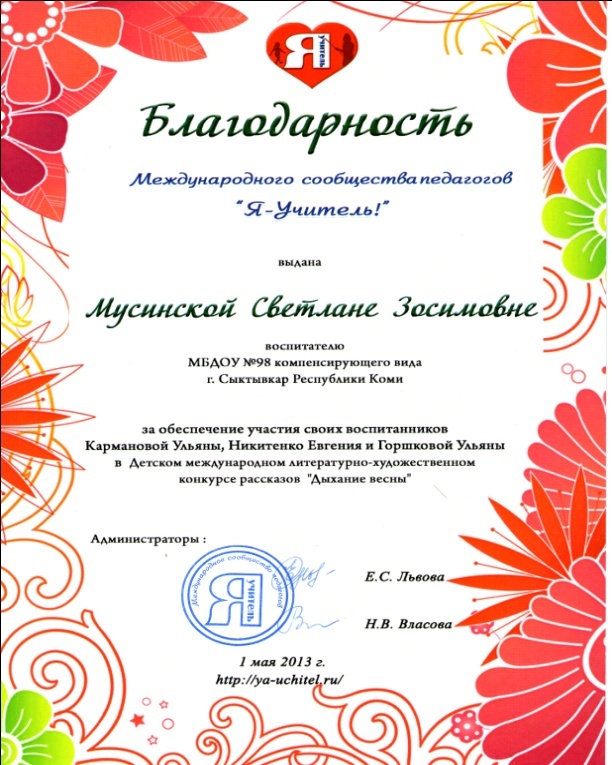 Я
учитель
Благодарность
Международного сообщества педагогов
"Я-Учитель!"
выдана
Мусинской Светлане Зосимовне
воспитателю
МБДОУ №98 компенсирующего вида
г. Сыктывкар Республики Коми
за обеспечение участия своих воспитанников
Кармановой Ульяны, Никитенко Евгения и Горшковой Ульяны
в Детском международном литературно-художественном
конкурсе рассказов "Дыхание весны"
Администраторы :
Международное сообщество педагогов
Я
учитель
Е.С. Львова
Н.В. Власова
1 мая 2013 г.
http://ya-uchitel.ru/